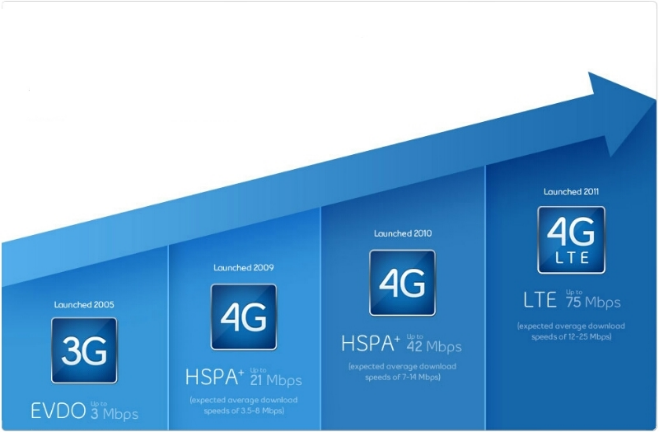 Launched 2005
3G
EVDO Up to 3 Mbps
Launched 2009
4G
HSPA+ Up to 21 Mbps
(expected average download
speeds of 3.5-8 Mbps)
Launched 2010
4G
HSPA+ Up to 42 Mbps
(expected average download
speeds of 7-14 Mbps)
Launched 2011
4G
LTE
LTE Up to 75 Mbps
(expected average download
speeds of 12-25 Mbps)